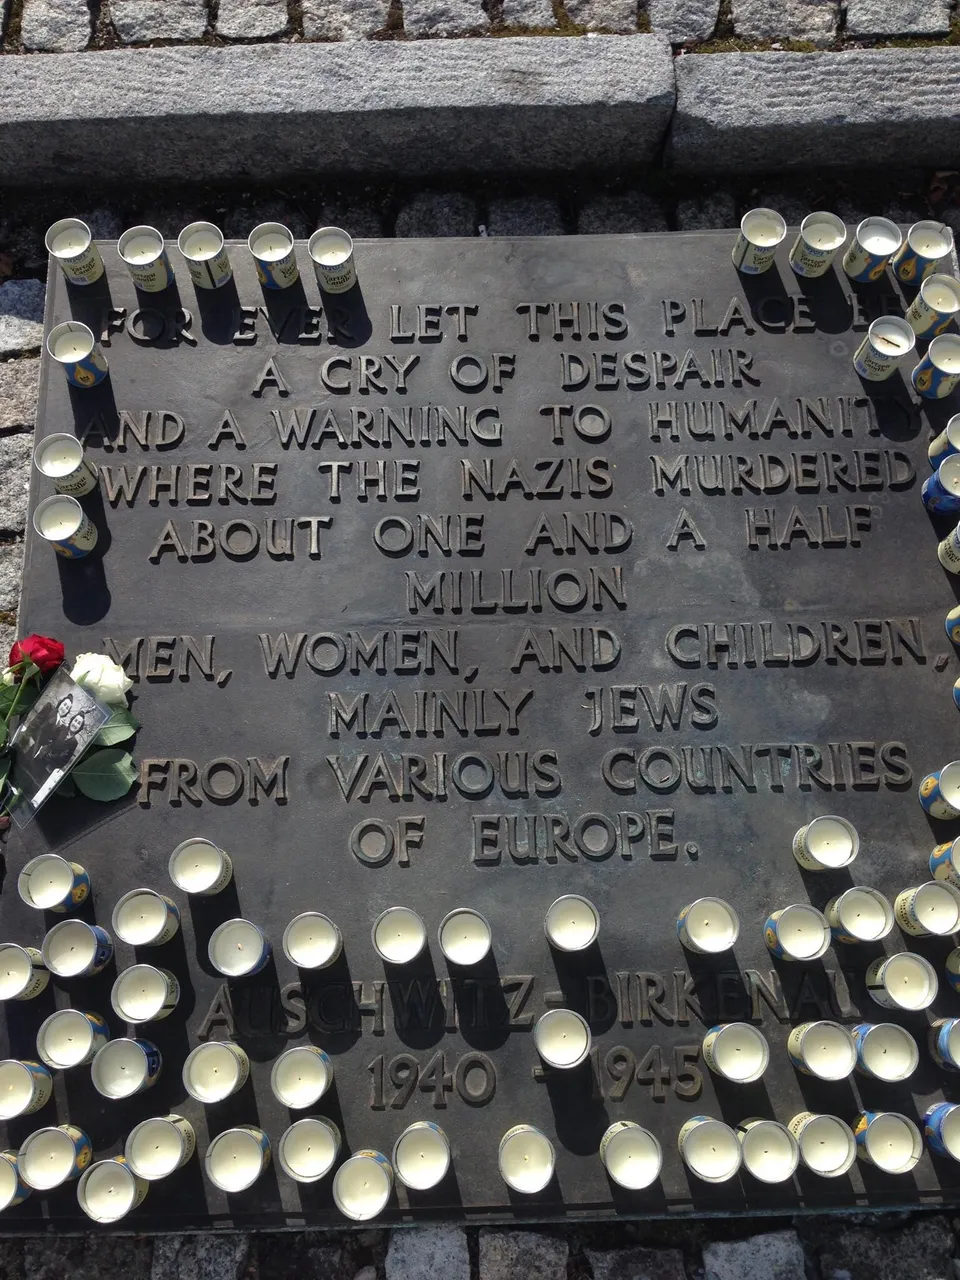 FOR EVER LET THIS PLACE BE
A CRY OF DESPAIR
AND A WARNING TO HUMANITY
WHERE THE NAZIS MURDERED
ABOUT ONE AND A HALF
MILLION
MEN, WOMEN, AND CHILDREN,
MAINLY JEWS
FROM VARIOUS COUNTRIES
OF EUROPE.
AUSCHWITZ-BIRKENAU
1940 - 1945